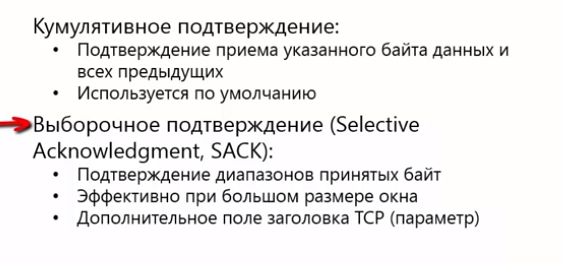 Кумулятивное подтверждение:
• Подтверждение приема указанного байта данных и
всех предыдущих
• Используется по умолчанию
Выборочное подтверждение (Selective
Acknowledgment, SACK):
• Подтверждение диапазонов принятых байт
• Эффективно при большом размере окна
• Дополнительное поле заголовка TCP (параметр)